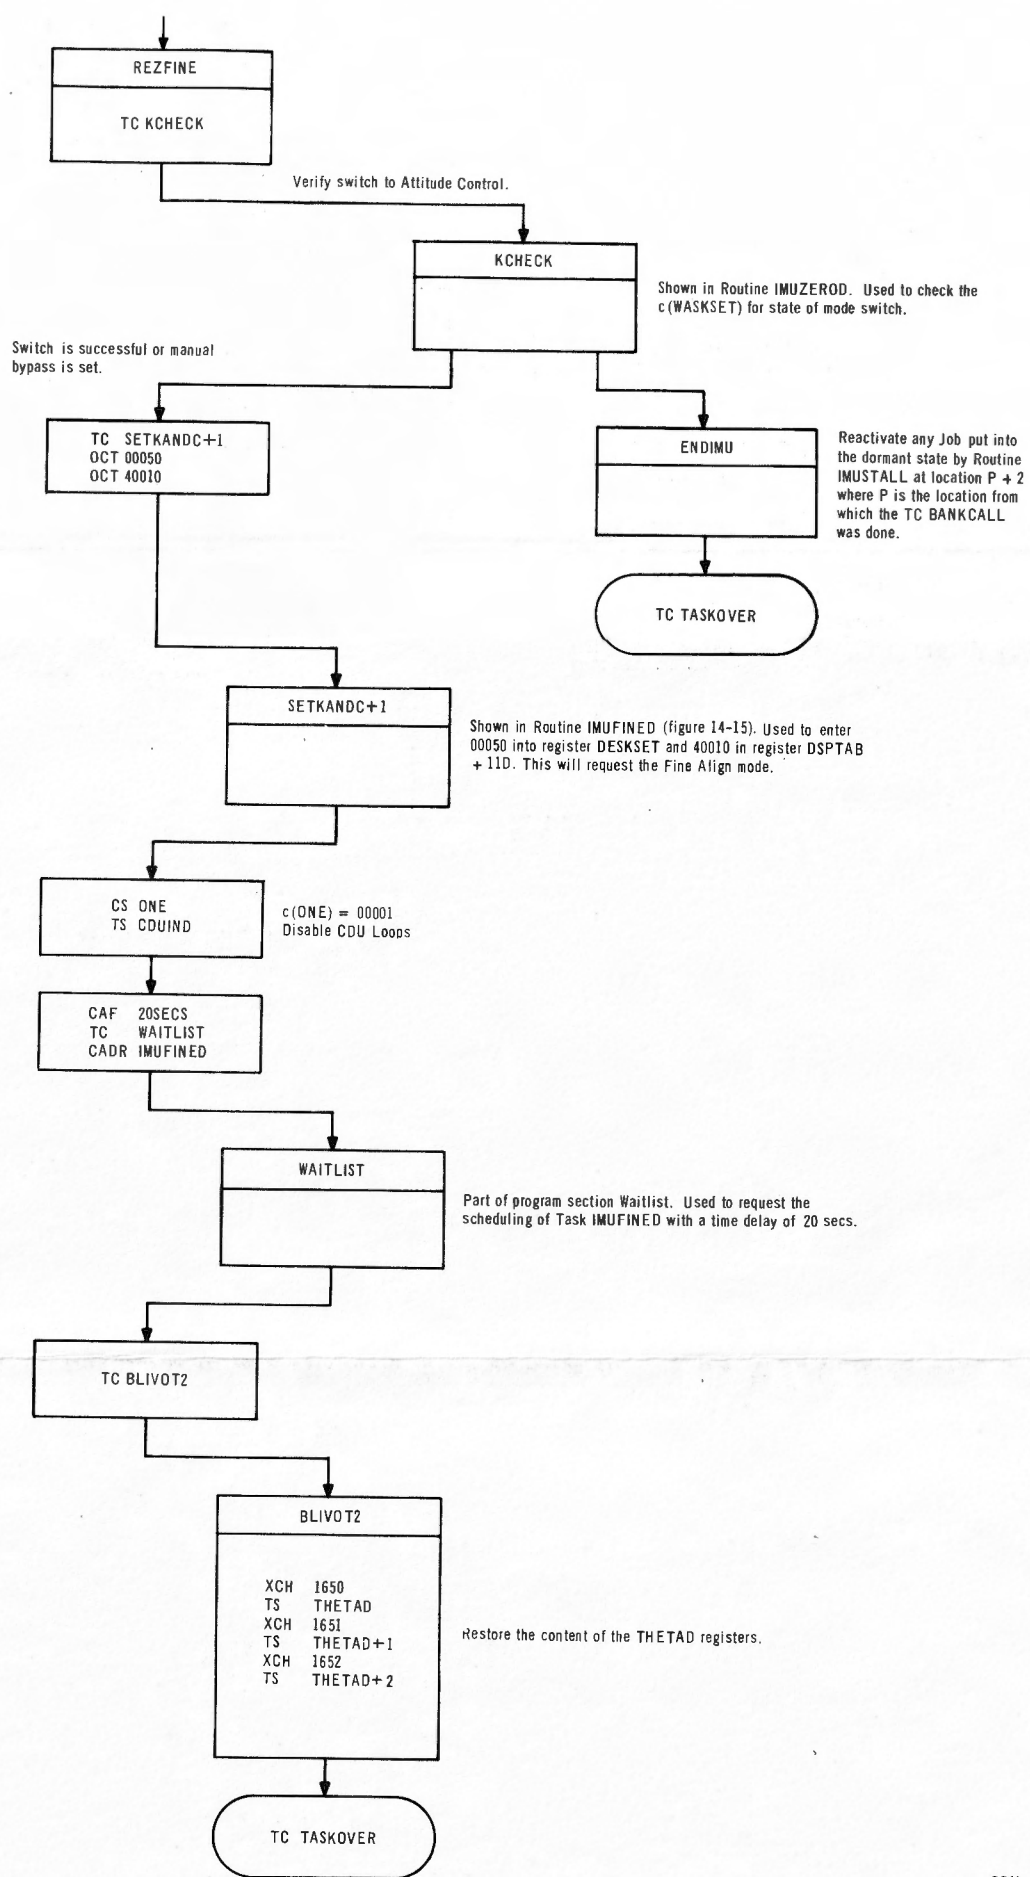 REZFINE
TC KCHECK
Verify switch to Attitude Control.
KCHECK
Shown in Routine IMUZEROD. Used to check the
c(WASKSET) for state of mode switch.
Switch is successful or manual
bypass is set.
TC SETKANDC+1
OCT 00050
OCT 40010
ENDIMU
Reactivate any Job put into
the dormant state by Routine
IMUSTALL at location P + 2
where P is the location from
which the TC BANKCALL
was done.
TC TASKOVER
SETKANDC+1
Shown in Routine IMUFINED (figure 14-15). Used to enter
00050 into register DESKSET and 40010 in register DSPTAB
+ 11D. This will request the Fine Align mode.
CS ONE
TS CDUIND
c(ONE) = 00001
Disable CDU Loops
CAF 20SECS
TC WAITLIST
CADR IMUFINED
WAITLIST
Part of program section Waitlist. Used to request the
scheduling of Task IMUFINED with a time delay of 20 secs.
TC BLIVOT2
BLIVOT2
XCH 1650
TS THETAD
XCH 1651
TS THETAD+1
XCH 1652
TS THETAD+2
Restore the content of the THETAD registers.
TC TASKOVER